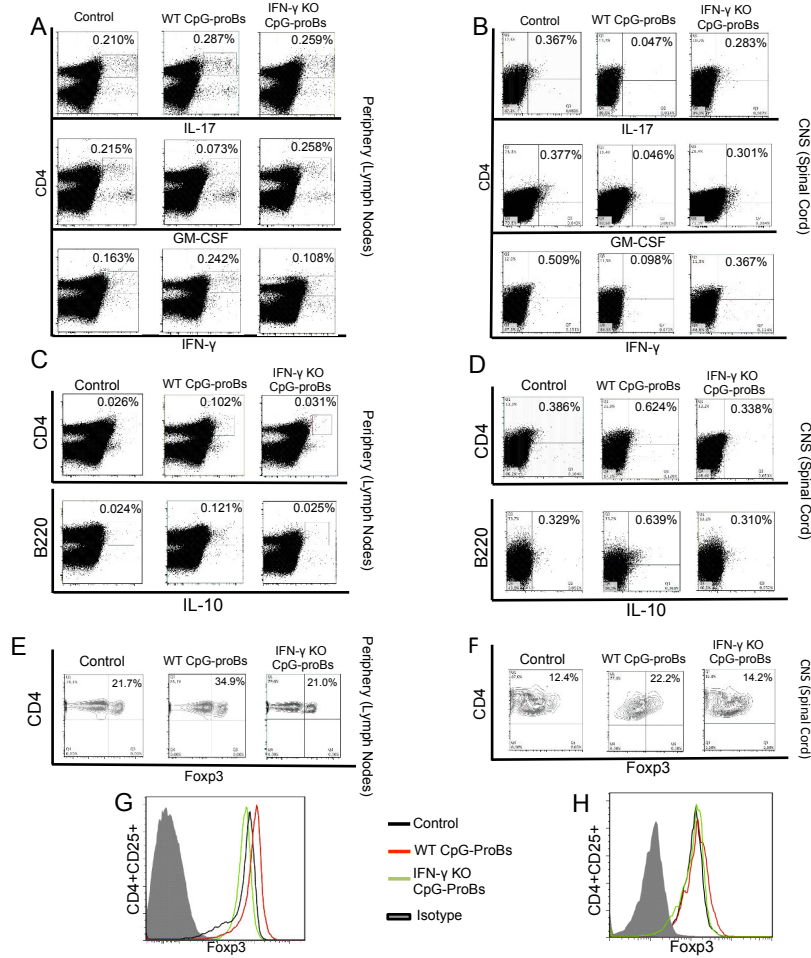 A
Control
WT CpG-proBs
IFN-γ KO
CpG-proBs
0.210%
0.287%
0.259%
IL-17
0.215%
0.073%
0.258%
CD4
GM-CSF
0.163%
0.242%
0.108%
IFN-γ
Periphery (Lymph Nodes)
B
Control
WT CpG-proBs
IFN-γ KO
CpG-proBs
0.367%
0.047%
0.283%
IL-17
0.377%
0.046%
0.301%
CD4
GM-CSF
0.509%
0.098%
0.367%
IFN-γ
CNS (Spinal Cord)
C
Control
WT CpG-proBs
IFN-γ KO
CpG-proBs
0.026%
0.102%
0.031%
CD4
0.024%
0.121%
0.025%
B220
IL-10
Periphery (Lymph Nodes)
D
Control
WT CpG-proBs
IFN-γ KO
CpG-proBs
0.386%
0.624%
0.338%
CD4
0.329%
0.639%
0.310%
B220
IL-10
CNS (Spinal Cord)
E
Control
WT CpG-proBs
IFN-γ KO
CpG-proBs
21.7%
34.9%
21.0%
CD4
Foxp3
Periphery (Lymph Nodes)
F
Control
WT CpG-proBs
IFN-γ KO
CpG-proBs
12.4%
22.2%
14.2%
CD4
Foxp3
CNS (Spinal Cord)
G
CD4+CD25+
Foxp3
Control
WT CpG-ProBs
IFN-γ KO
CpG-ProBs
Isotype
H
CD4+CD25+
Foxp3